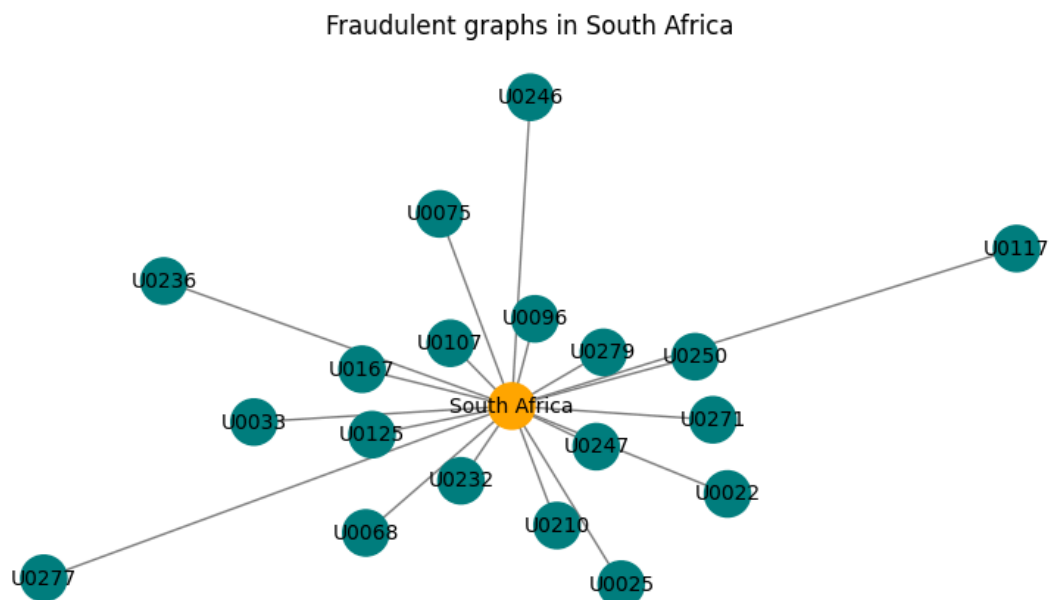 Fraudulent graphs in South Africa
U0246
U0075
U0117
U0236
U0096
U0107
U0279
U0250
U0167
South Africa
U0033
U0271
U0125
U0247
U0232
U0022
U0210
U0068
U0277
U0025